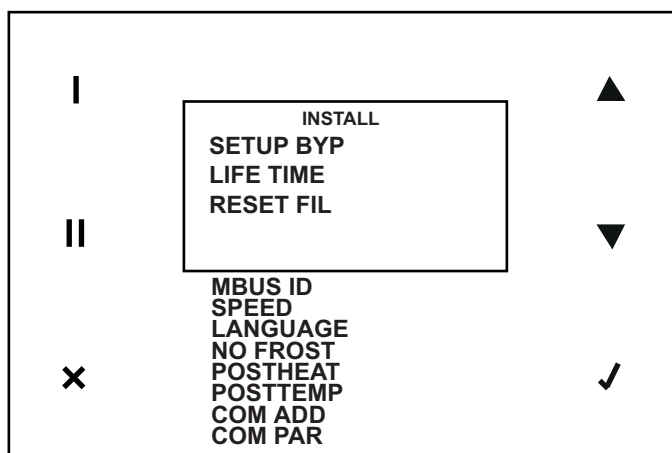 I
INSTALL
SETUP BYP
LIFE TIME
RESET FIL
II
MBUS ID
SPEED
LANGUAGE
NO FROST
POSTHEAT
POSTTEMP
COM ADD
COM PAR